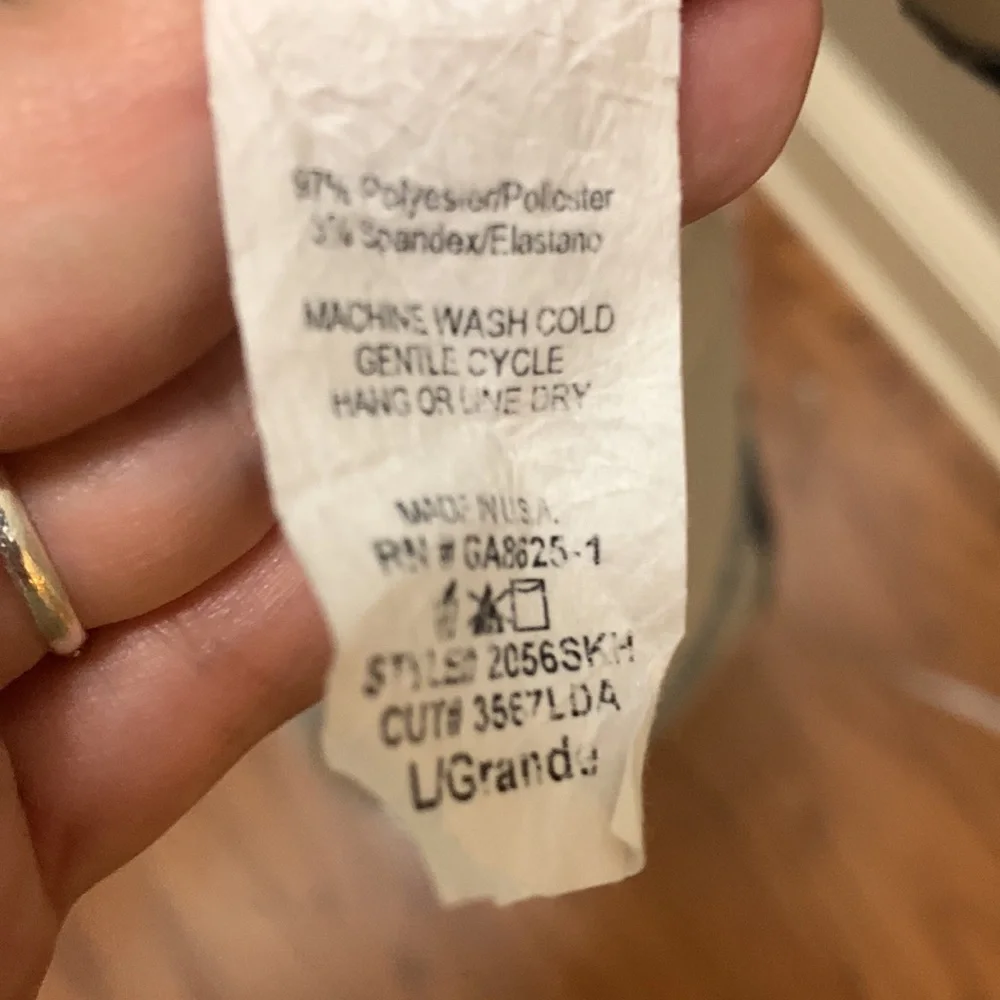 97% Polyester/Poliester
3% Spandex/Elastano
MACHINE WASH COLD
GENTLE CYCLE
HANG OR LINE DRY
MADE IN U.S.A.
RN # GA8625-1
STYLE# 2056SKH
CUT# 3567LDA
L/Grande